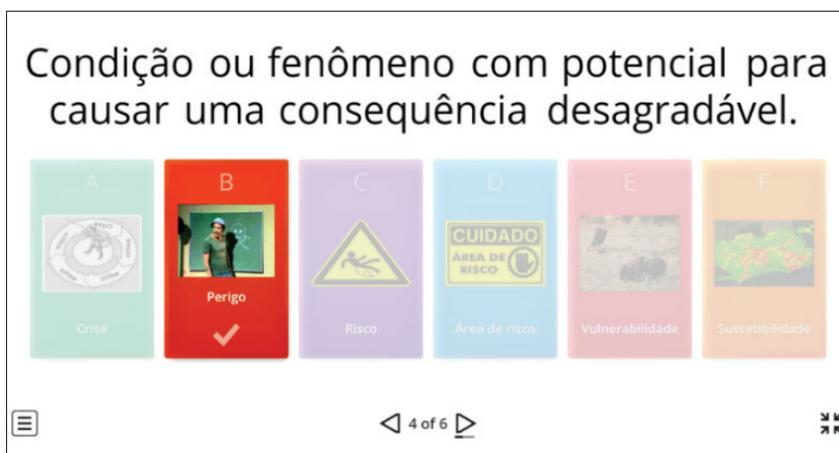 Condição ou fenômeno com potencial para
causar uma consequência desagradável.
A
B
C
D
E
F
CUIDADO
ÁREA DE
RISCO
Perigo
Crise
Risco
Área de risco
Vulnerabilidade
Suscetibilidade
4 of 6